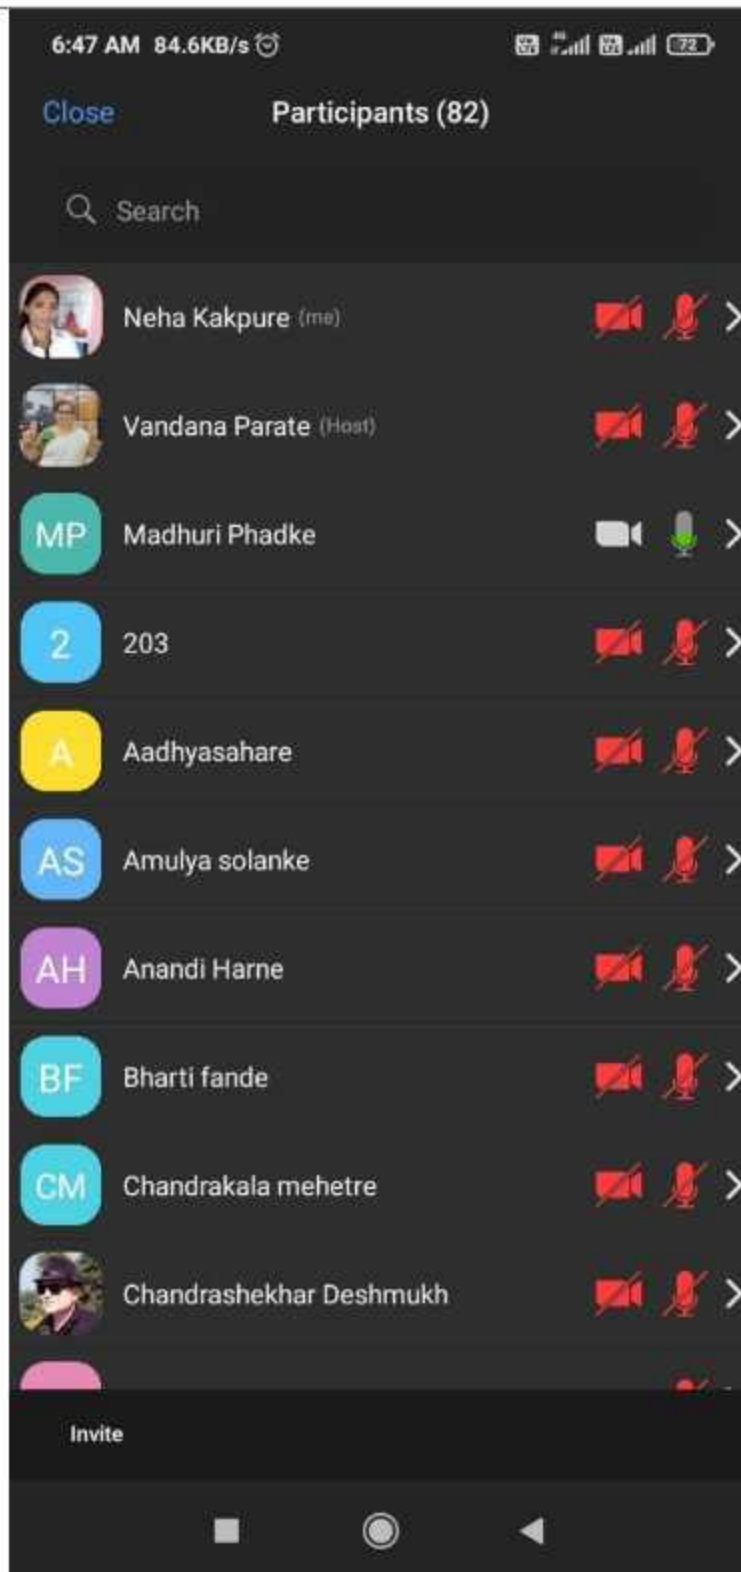 6:47 AM 84.6KB/s 72
Close Participants (82)
Search
Neha Kakpure (me)
Vandana Parate (Host)
MP Madhuri Phadke
2 203
A Aadhyasahare
AS Amulya solanke
AH Anandi Harne
BF Bharti fande
CM Chandrakala mehetre
Chandrashekhar Deshmukh
Invite